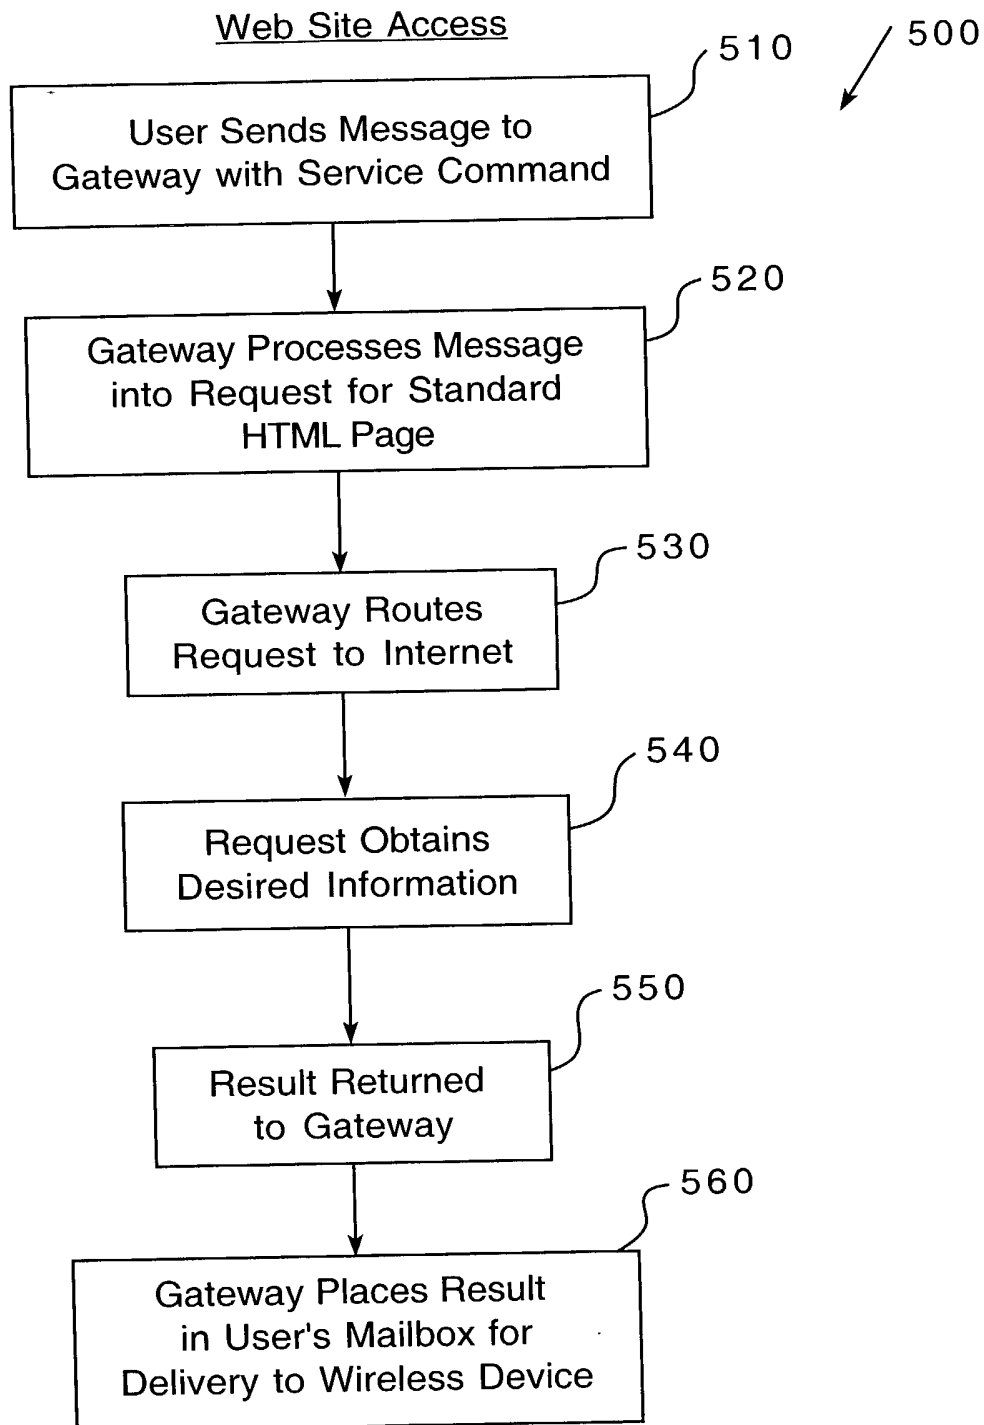 Web Site Access
500
510
User Sends Message to
Gateway with Service Command
520
Gateway Processes Message
into Request for Standard
HTML Page
530
Gateway Routes
Request to Internet
540
Request Obtains
Desired Information
550
Result Returned
to Gateway
560
Gateway Places Result
in User's Mailbox for
Delivery to Wireless Device